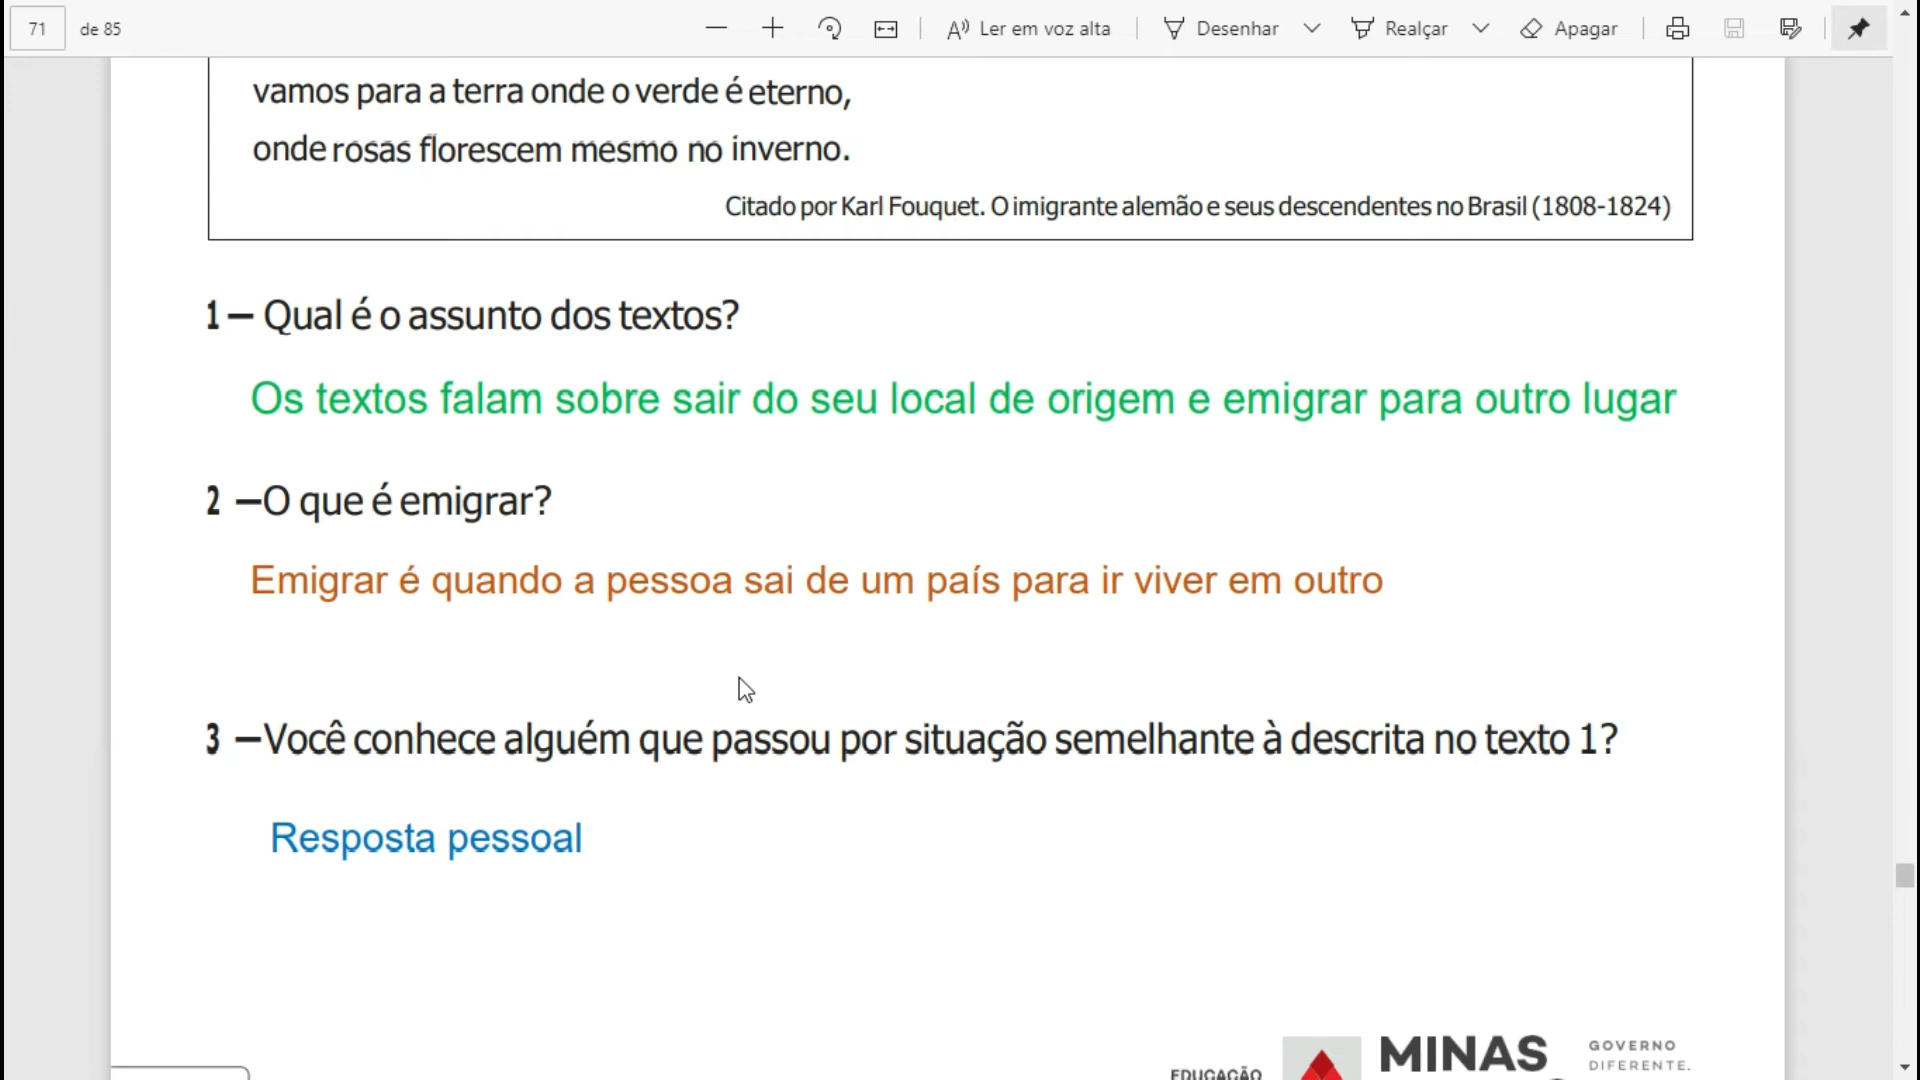 71 de 85 Ler em voz alta Desenhar Realçar Apagar
vamos para a terra onde o verde é eterno,
onde rosas florescem mesmo no inverno.
Citado por Karl Fouquet. O imigrante alemão e seus descendentes no Brasil (1808-1824)
1 – Qual é o assunto dos textos?
Os textos falam sobre sair do seu local de origem e emigrar para outro lugar
2 –O que é emigrar?
Emigrar é quando a pessoa sai de um país para ir viver em outro
3 –Você conhece alguém que passou por situação semelhante à descrita no texto 1?
Resposta pessoal
EDUCAÇÃO
MINAS
GOVERNO
DIFERENTE.